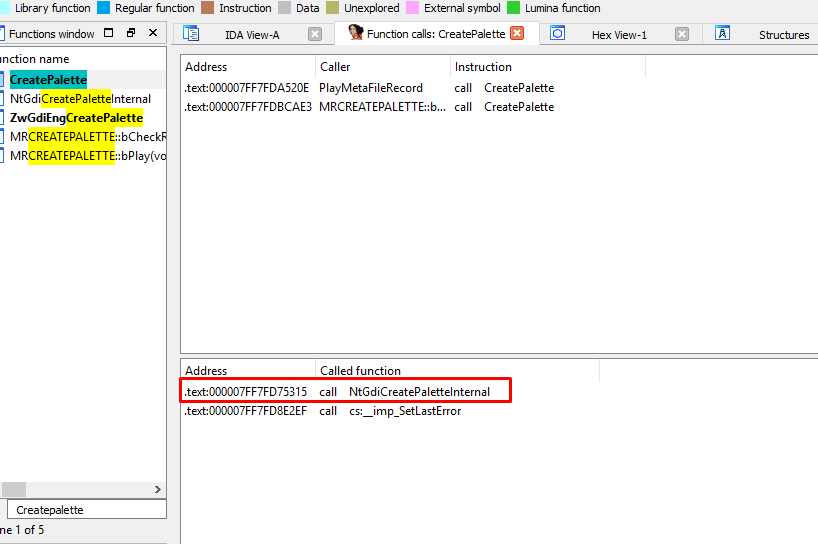 Library function Regular function Instruction Data Unexplored External symbol Lumina function
Functions window
IDA View-A
Function calls: CreatePalette
Hex View-1
Structures
unction name
CreatePalette
NtGdiCreatePaletteInternal
ZwGdiEngCreatePalette
MRCREATEPALETTE::bCheckR
MRCREATEPALETTE::bPlay(vo
Createpalette
ne 1 of 5
Address Caller Instruction
.text:000007FF7FDA520E PlayMetaFileRecord call CreatePalette
.text:000007FF7FDBCAE3 MRCREATEPALETTE::b... call CreatePalette
Address Called function
.text:000007FF7FD75315 call NtGdiCreatePaletteInternal
.text:000007FF7FD8E2EF call cs:__imp_SetLastError